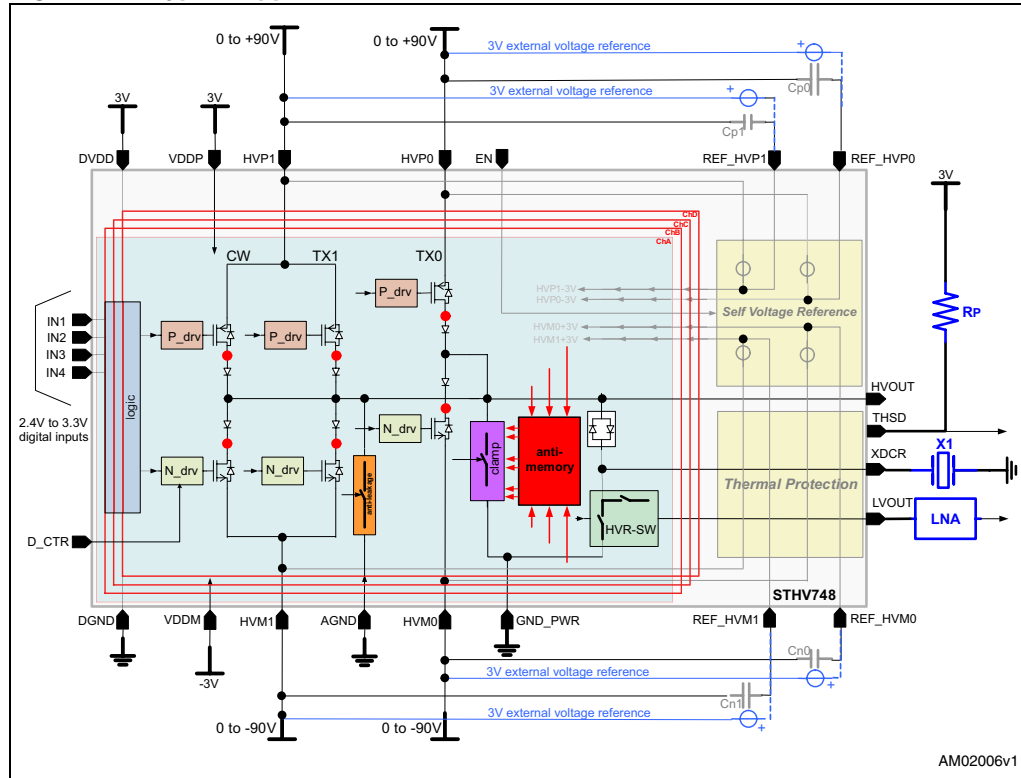 0 to +90V
0 to +90V
3V external voltage reference
+
Cp0
3V external voltage reference
+
Cp1
3V
3V
DVDD
VDDP
HVP1
HVP0
EN
REF_HVP1
REF_HVP0
3V
ChD
ChC
ChB
ChA
CW
TX1
TX0
P_drv
HVP1-3V
HVP0-3V
Self Voltage Reference
HVM0+3V
HVM1+3V
RP
IN1
IN2
IN3
IN4
P_drv
P_drv
logic
2.4V to 3.3V
digital inputs
HVOUT
THSD
N_drv
clamp
anti-
memory
X1
XDCR
N_drv
N_drv
anti-leakage
Thermal Protection
HVR-SW
LVOUT
LNA
D_CTR
STHV748
DGND
VDDM
HVM1
AGND
HVM0
GND_PWR
REF_HVM1
REF_HVM0
Cn0
3V external voltage reference
+
-3V
Cn1
0 to -90V
0 to -90V
3V external voltage reference
+
AM02006v1